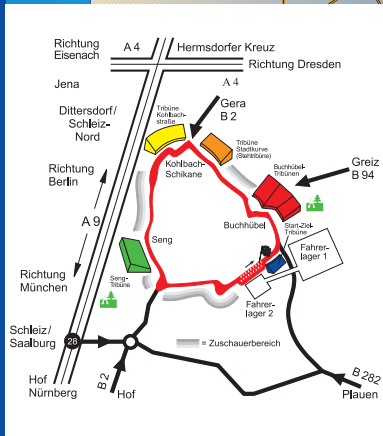 Richtung
Eisenach
A 4
Hermsdorfer Kreuz
Richtung Dresden
Jena
A 4
Gera
B 2
Dittersdorf/
Schleiz-
Nord
Tribüne
Kohlbach-
straße
Tribüne
Stadtkurve
(Stehtribüne)
Kohlbach-
Schikane
Buchhübel-
Tribünen
Greiz
B 94
Richtung
Berlin
A 9
Buchhübel
Start-Ziel-
Tribüne
Seng
Fahrer-
lager 1
Seng-
Tribüne
Richtung
München
Fahrer-
lager 2
Schleiz/
Saalburg
28
= Zuschauerbereich
Hof
Nürnberg
B 2
Hof
B 282
Plauen